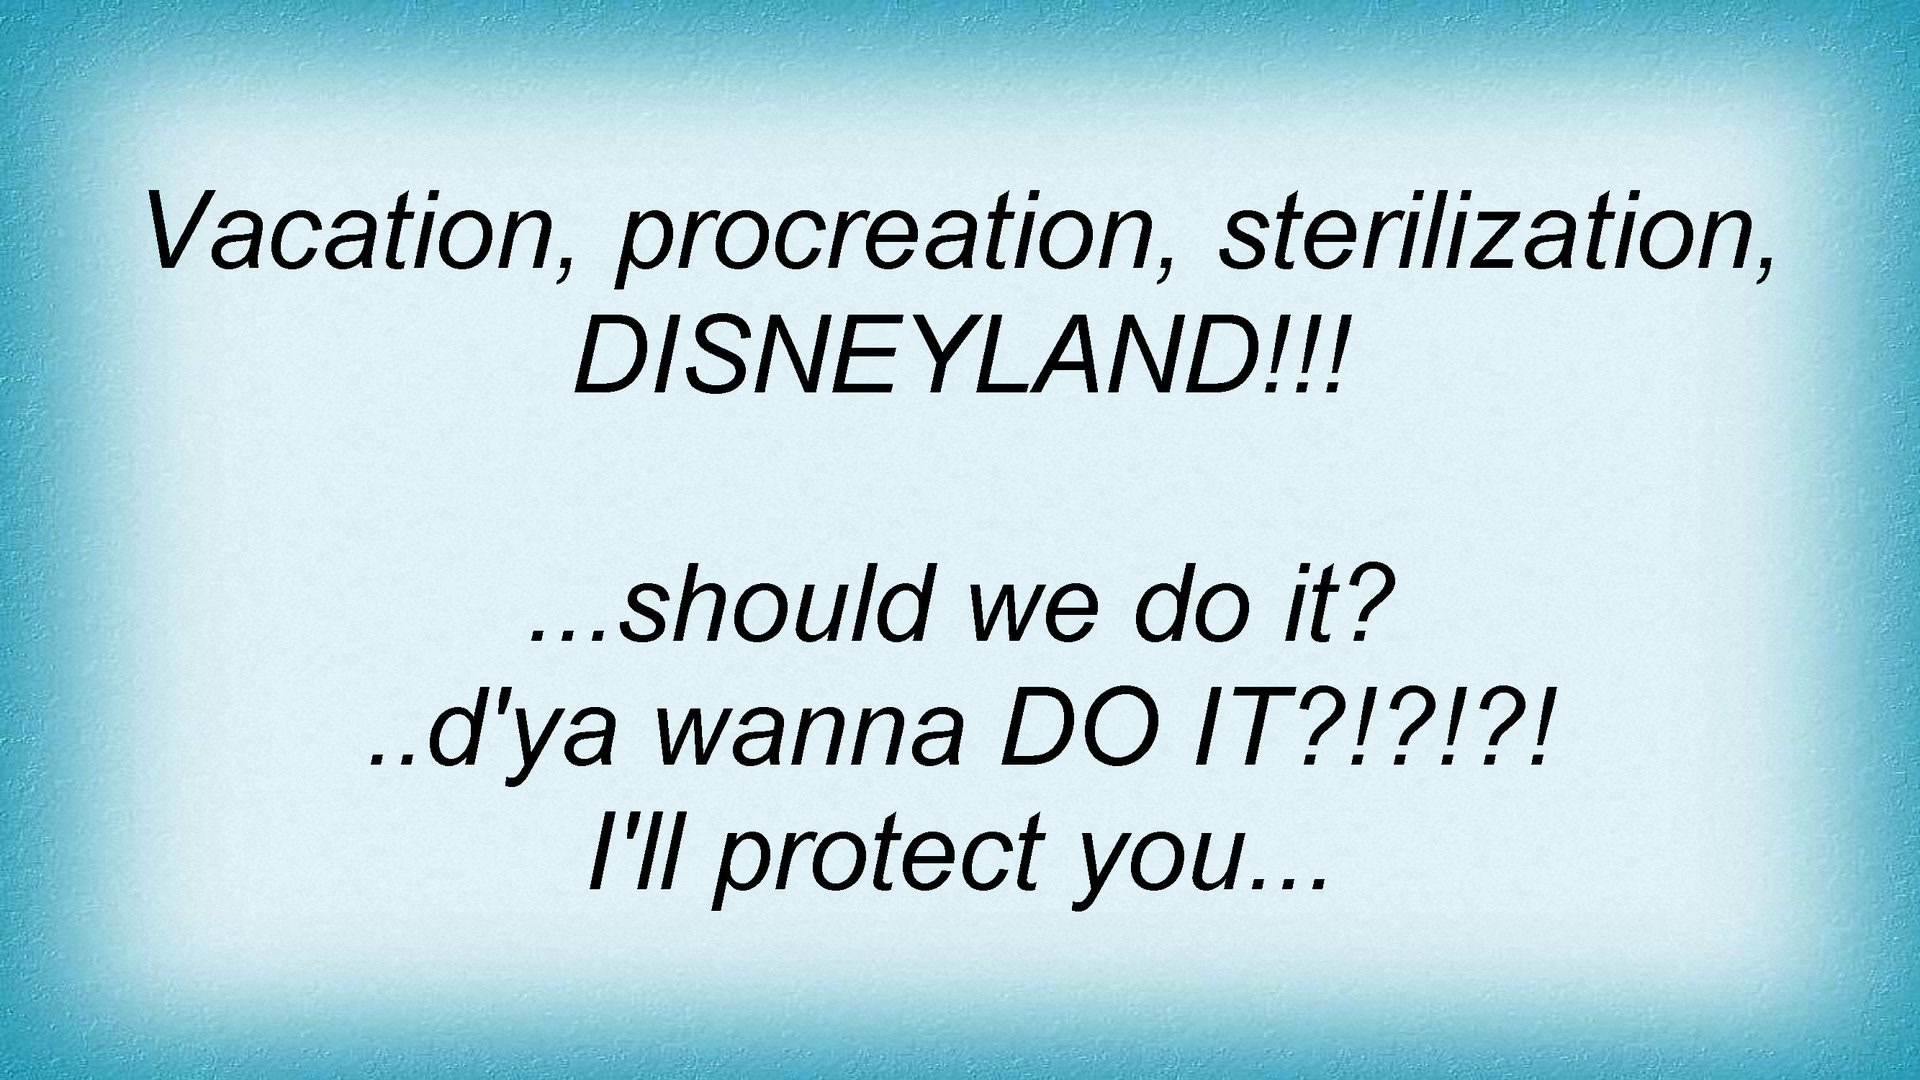 Vacation, procreation, sterilization,
DISNEYLAND!!!
...should we do it?
..d'ya wanna DO IT?!?!?!
I'll protect you...